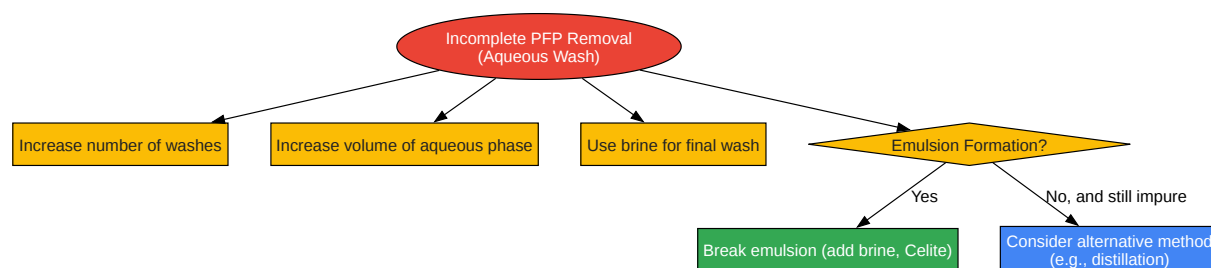 Incomplete PFP Removal
(Aqueous Wash)
Increase number of washes
Increase volume of aqueous phase
Use brine for final wash
Emulsion Formation?
Yes
No, and still impure
Break emulsion (add brine, Celite)
Consider alternative method
(e.g., distillation)